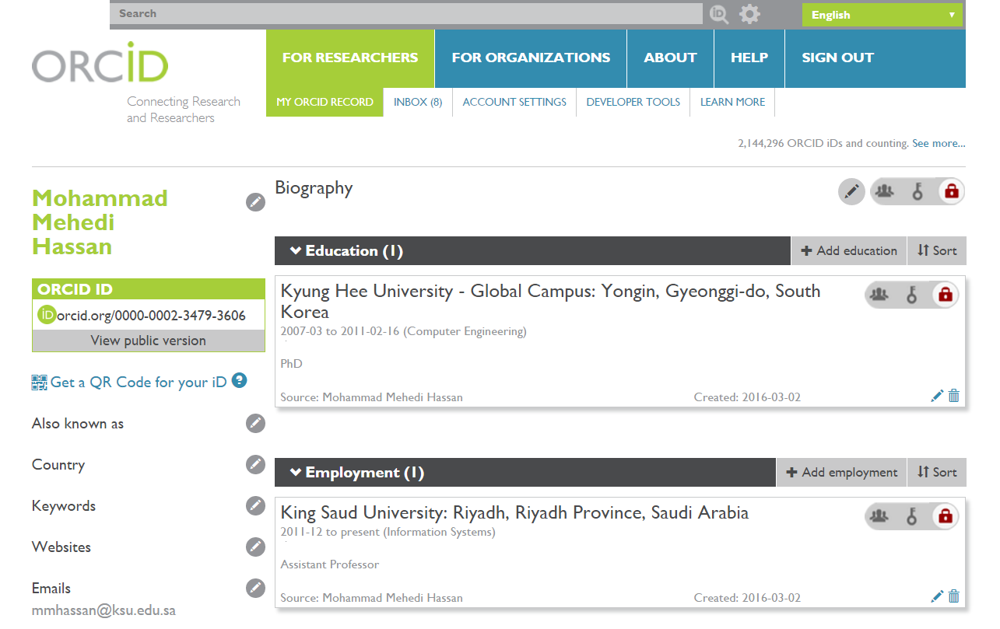 Search
English
ORCID
Connecting Research
and Researchers
FOR RESEARCHERS
FOR ORGANIZATIONS
ABOUT
HELP
SIGN OUT
MY ORCID RECORD
INBOX (8)
ACCOUNT SETTINGS
DEVELOPER TOOLS
LEARN MORE
2,144,296 ORCID iDs and counting. See more...
Mohammad
Mehedi
Hassan
ORCID ID
iD orcid.org/0000-0002-3479-3606
View public version
Get a QR Code for your iD ?
Also known as
Country
Keywords
Websites
Emails
mmhassan@ksu.edu.sa
Biography
Education (1)
Add education
Sort
Kyung Hee University - Global Campus: Yongin, Gyeonggi-do, South
Korea
2007-03 to 2011-02-16 (Computer Engineering)
PhD
Source: Mohammad Mehedi Hassan
Created: 2016-03-02
Employment (1)
Add employment
Sort
King Saud University: Riyadh, Riyadh Province, Saudi Arabia
2011-12 to present (Information Systems)
Assistant Professor
Source: Mohammad Mehedi Hassan
Created: 2016-03-02